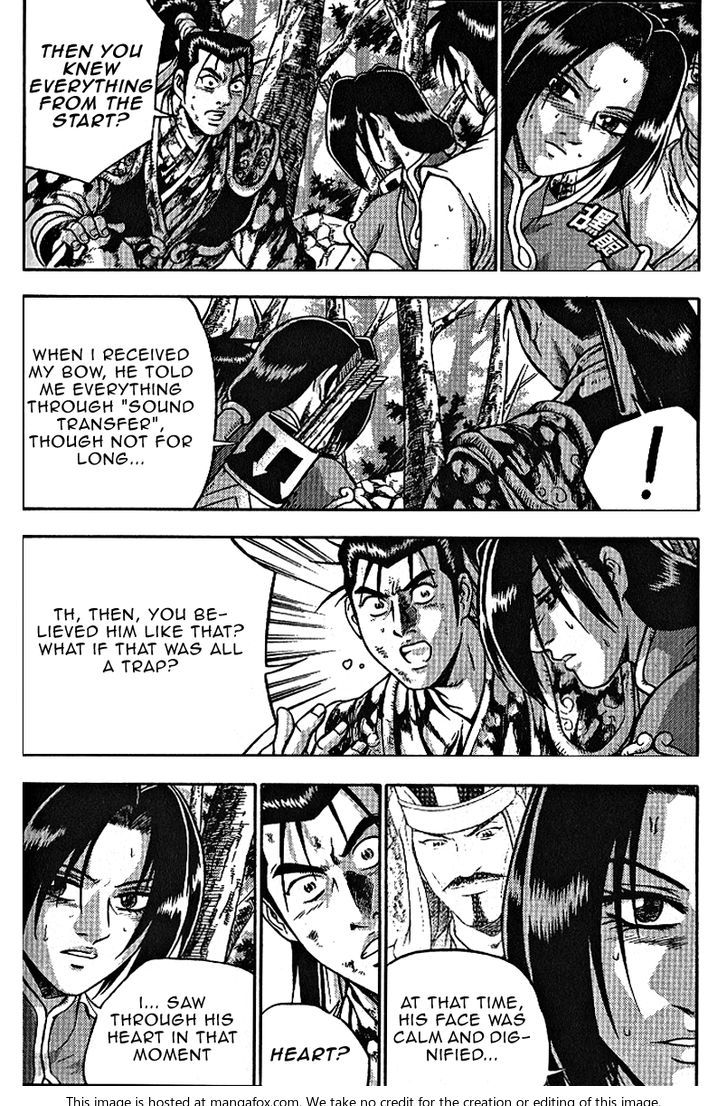 THEN YOU
KNEW
EVERYTHING
FROM THE
START?
WHEN I RECEIVED
MY BOW, HE TOLD
ME EVERYTHING
THROUGH "SOUND
TRANSFER",
THOUGH NOT FOR
LONG...
!
TH, THEN, YOU BE-
LIEVED HIM LIKE THAT?
WHAT IF THAT WAS ALL
A TRAP?
I... SAW
THROUGH HIS
HEART IN THAT
MOMENT
HEART?
AT THAT TIME,
HIS FACE WAS
CALM AND DIG-
NIFIED...
This image is hosted at mangafox.com. We take no credit for the creation or editing of this image.